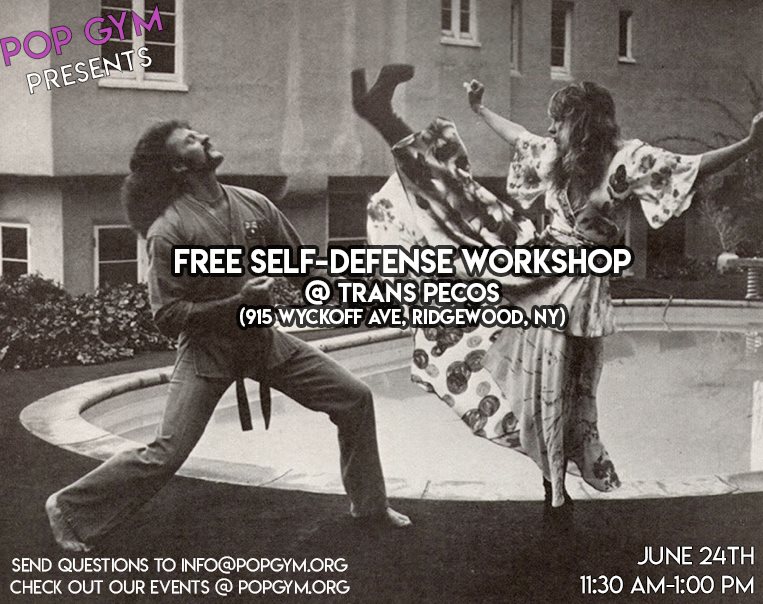 POP GYM
PRESENTS
FREE SELF-DEFENSE WORKSHOP
@ TRANS PECOS
(915 WYCKOFF AVE, RIDGEWOOD, NY)
SEND QUESTIONS TO INFO@POPGYM.ORG
CHECK OUT OUR EVENTS @ POPGYM.ORG
JUNE 24TH
11:30 AM-1:00 PM